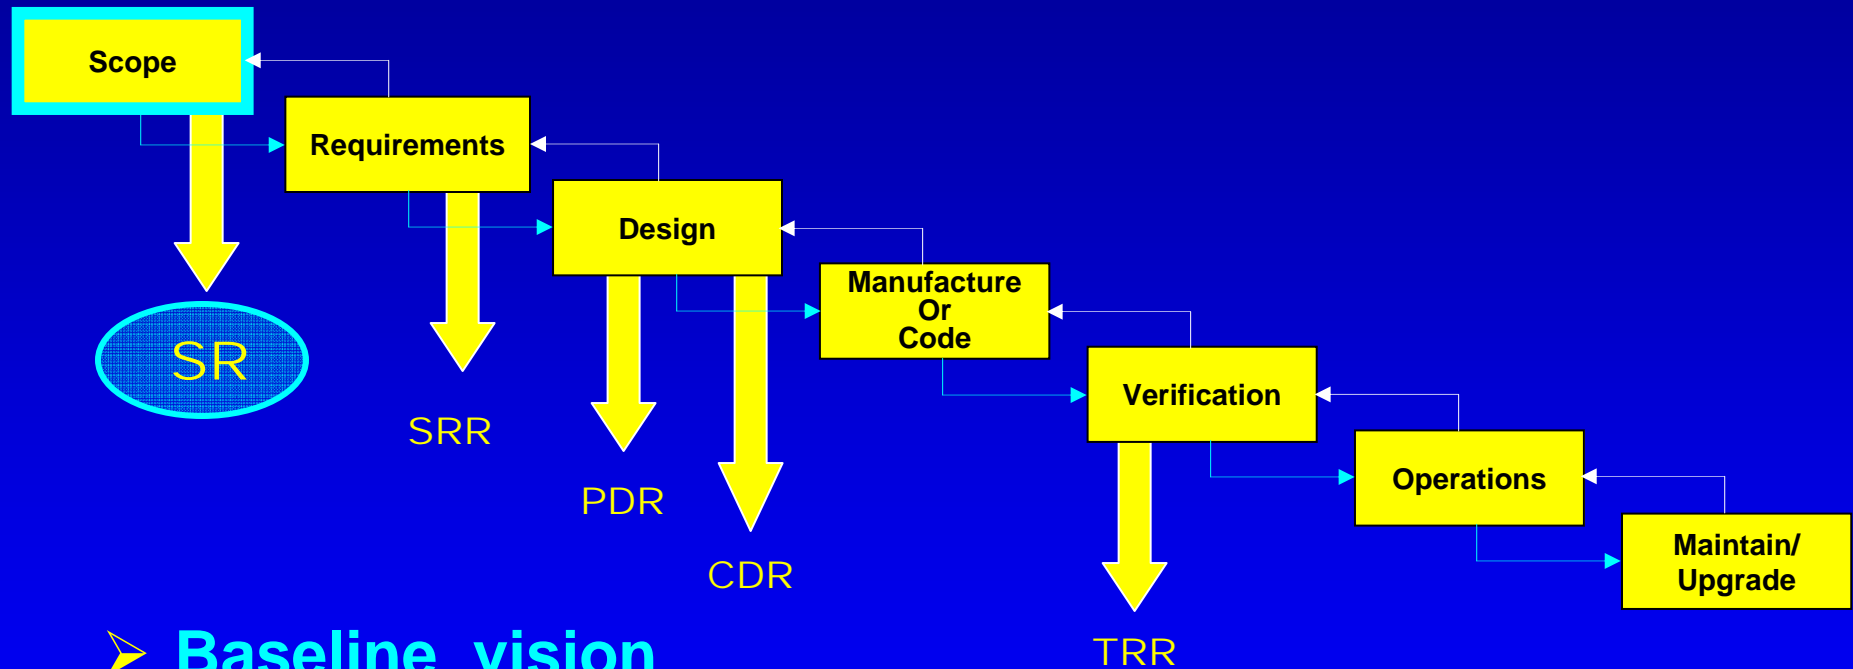 Scope
Requirements
Design
Manufacture
Or
Code
Verification
Operations
Maintain/
Upgrade
SR
SRR
PDR
CDR
TRR
Baseline vision